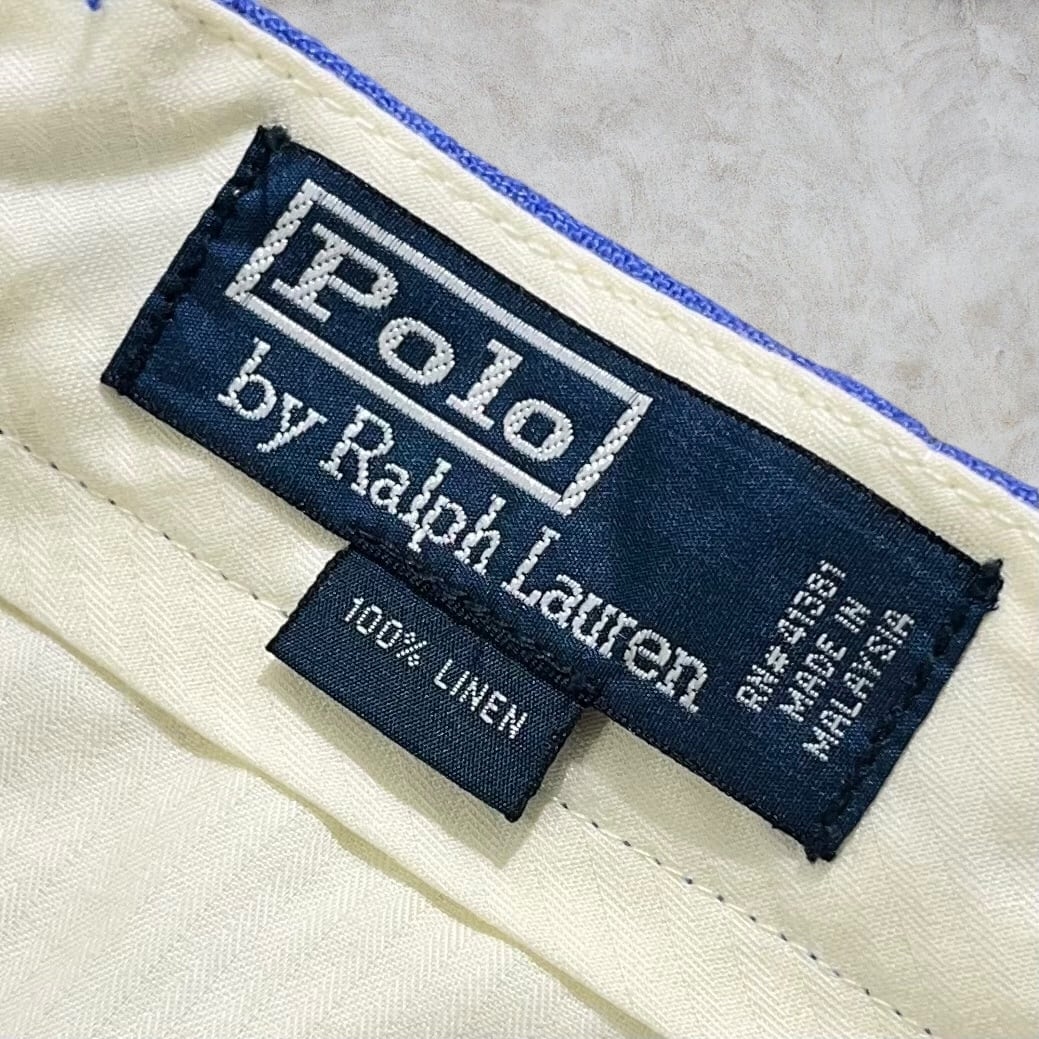 Polo
by Ralph Lauren
RN#41381
MADE IN
MALAYSIA
100% LINEN